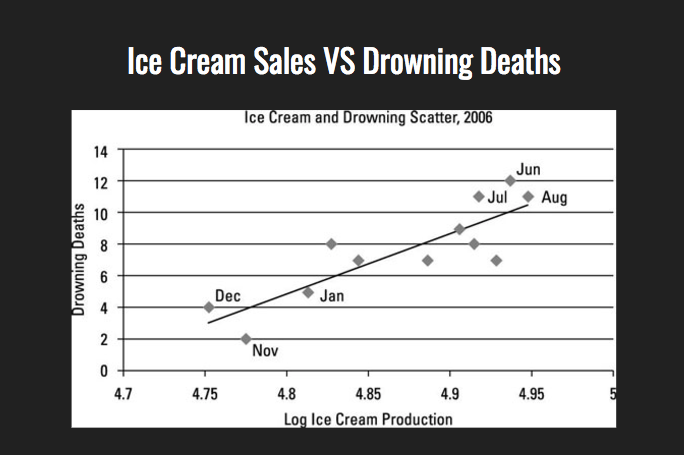 Ice Cream Sales VS Drowning Deaths
Ice Cream and Drowning Scatter, 2006
Drowning Deaths
14
12
10
8
6
4
2
0
Jun
Jul
Aug
Dec
Jan
Nov
4.7
4.75
4.8
4.85
4.9
4.95
5
Log Ice Cream Production